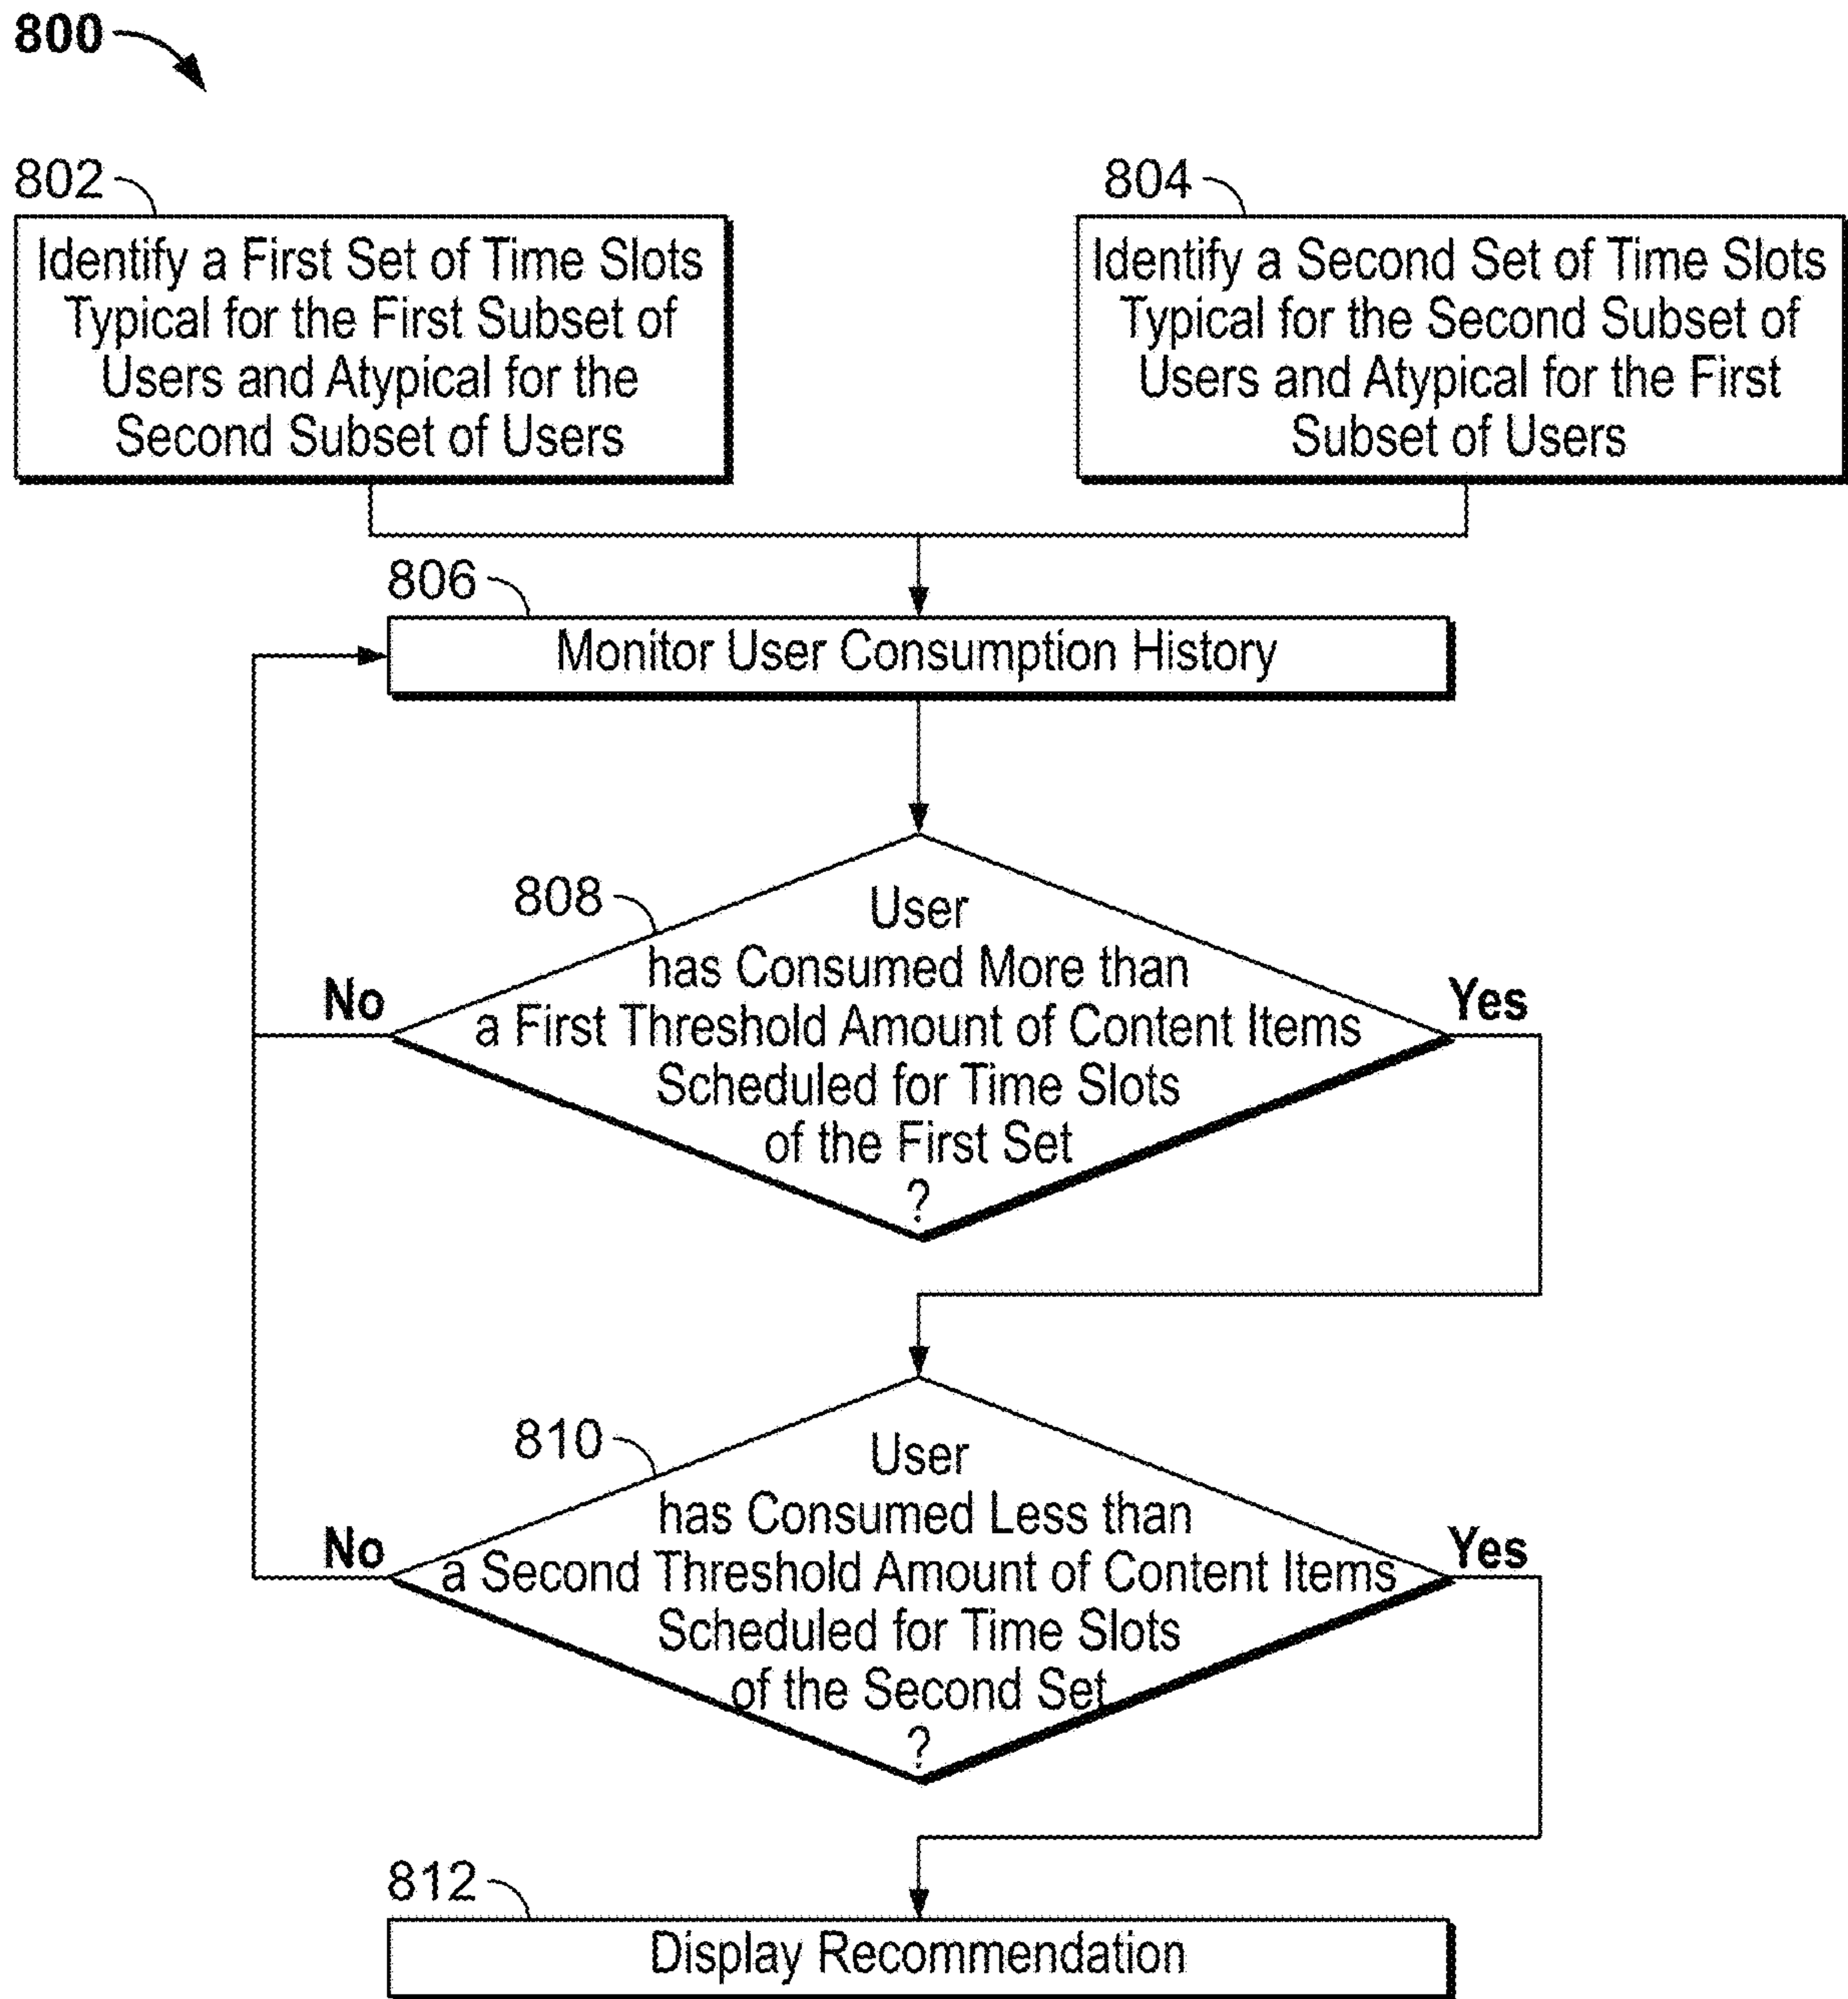 800
802
Identify a First Set of Time Slots
Typical for the First Subset of
Users and Atypical for the
Second Subset of Users
804
Identify a Second Set of Time Slots
Typical for the Second Subset of
Users and Atypical for the First
Subset of Users
806
Monitor User Consumption History
808
User
has Consumed More than
a First Threshold Amount of Content Items
Scheduled for Time Slots
of the First Set
?
No
Yes
810
User
has Consumed Less than
a Second Threshold Amount of Content Items
Scheduled for Time Slots
of the Second Set
?
No
Yes
812
Display Recommendation